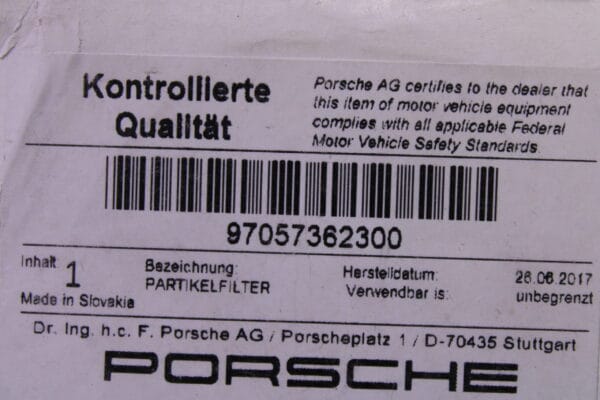 Kontrollierte
Qualität
Porsche AG certifies to the dealer that
this item of motor vehicle equipment
complies with all applicable Federal
Motor Vehicle Safety Standards.
97057362300
Inhalt: 1
Made in Slovakia
Bezeichnung:
PARTIKELFILTER
Herstelldatum: 26.06.2017
Verwendbar is: unbegrenzt
Dr. Ing. h.c. F. Porsche AG / Porscheplatz 1 / D-70435 Stuttgart
PORSCHE